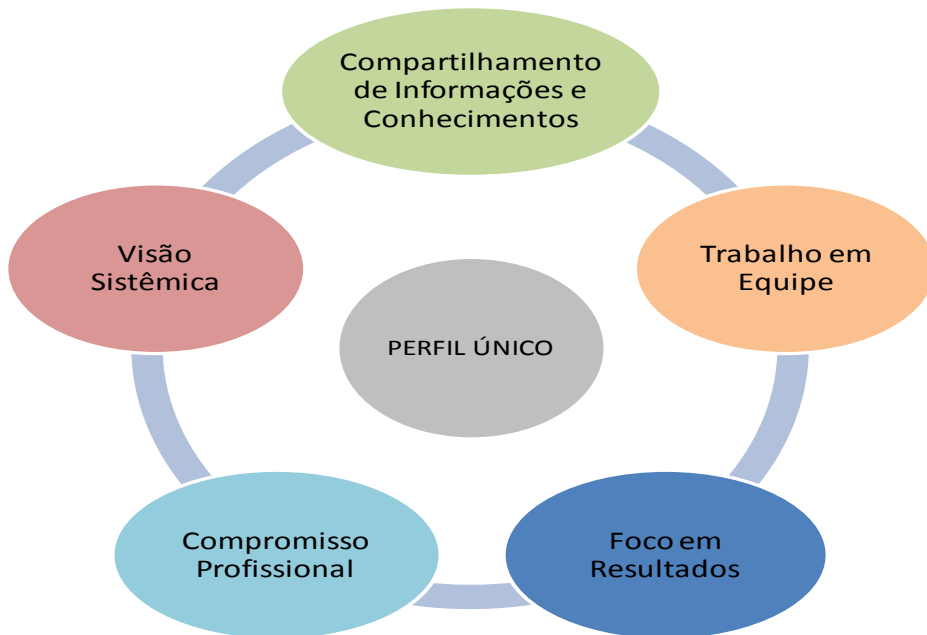 Compartilhamento
de Informações e
Conhecimentos
Visão
Sistêmica
Trabalho em
Equipe
PERFIL ÚNICO
Compromisso
Profissional
Foco em
Resultados